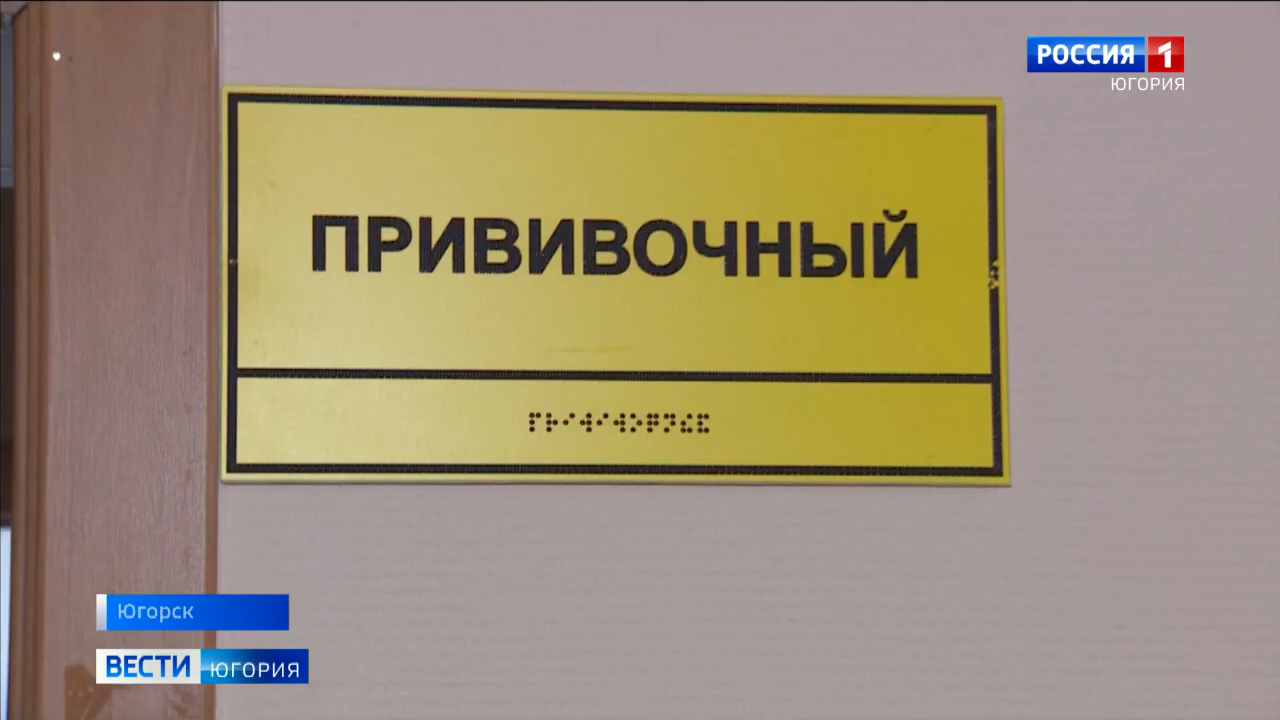 РОССИЯ 1
ЮГОРИЯ
ПРИВИВОЧНЫЙ
⠏⠗⠊⠺⠊⠺⠕⠟⠝⠮⠯
Югорск
ВЕСТИ ЮГОРИЯ